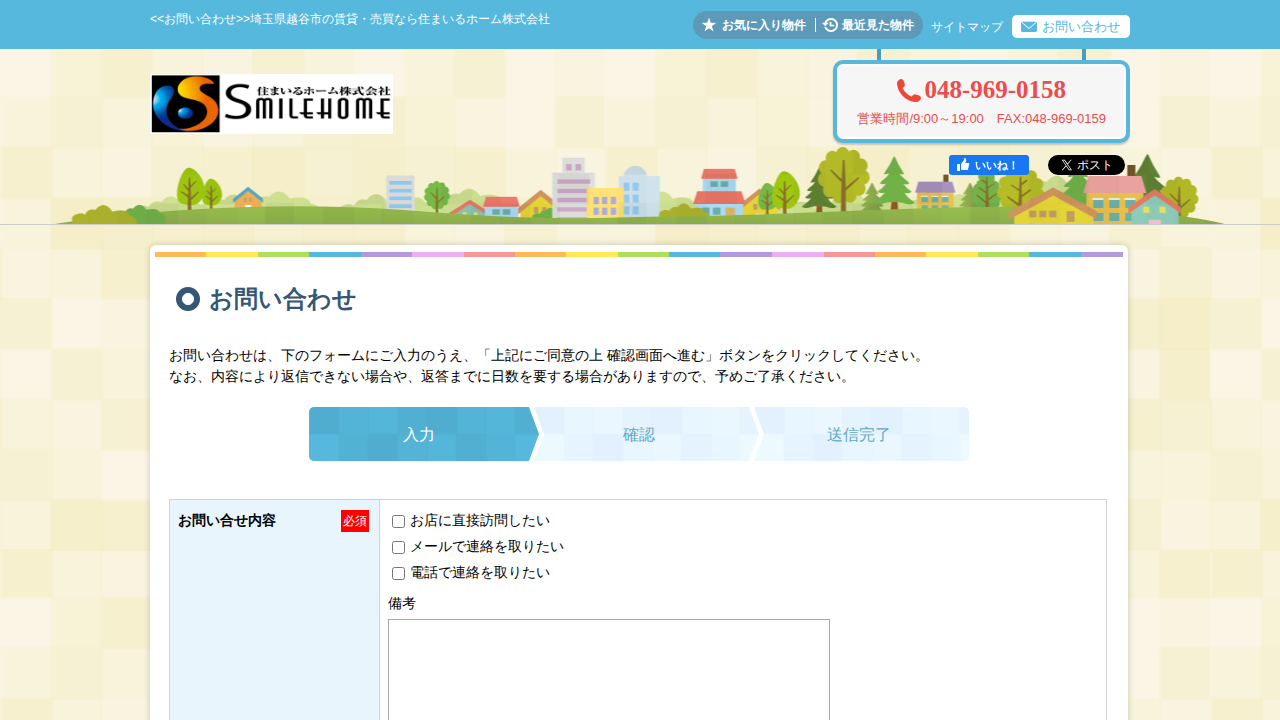 <<お問い合わせ>>埼玉県越谷市の賃貸・売買なら住まいるホーム株式会社
お気に入り物件
最近見た物件
サイトマップ
お問い合わせ
住まいるホーム株式会社
SMILEHOME
048-969-0158
営業時間/9:00～19:00　FAX:048-969-0159
いいね！
ポスト
お問い合わせ
お問い合わせは、下のフォームにご入力のうえ、「上記にご同意の上 確認画面へ進む」ボタンをクリックしてください。
なお、内容により返信できない場合や、返答までに日数を要する場合がありますので、予めご了承ください。
入力
確認
送信完了
お問い合せ内容
必須
お店に直接訪問したい
メールで連絡を取りたい
電話で連絡を取りたい
備考